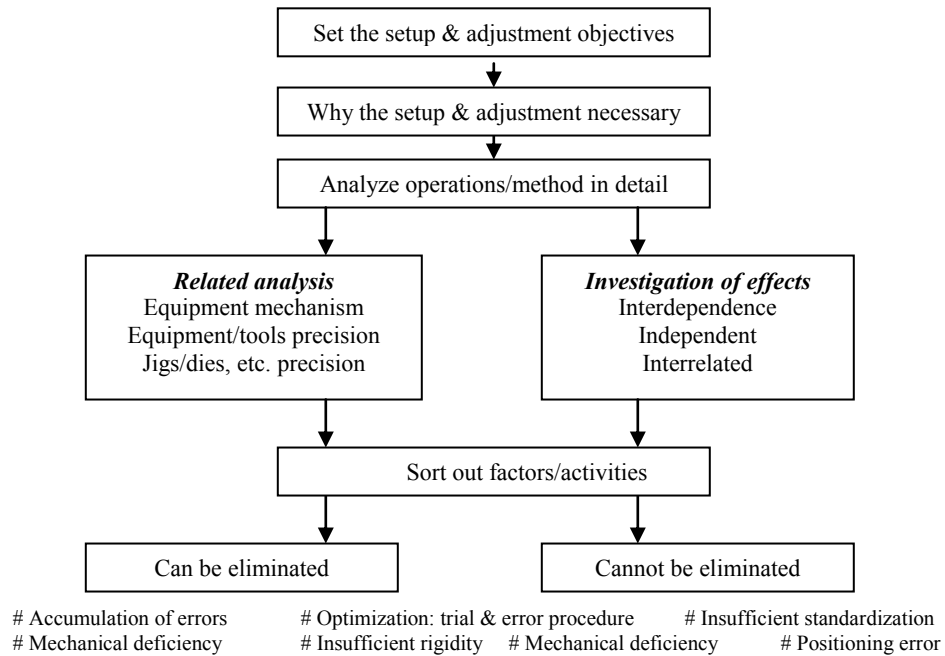 Set the setup & adjustment objectives
Why the setup & adjustment necessary
Analyze operations/method in detail
Related analysis
Equipment mechanism
Equipment/tools precision
Jigs/dies, etc. precision
Investigation of effects
Interdependence
Independent
Interrelated
Sort out factors/activities
Can be eliminated
Cannot be eliminated
# Accumulation of errors # Optimization: trial & error procedure # Insufficient standardization
# Mechanical deficiency # Insufficient rigidity # Mechanical deficiency # Positioning error